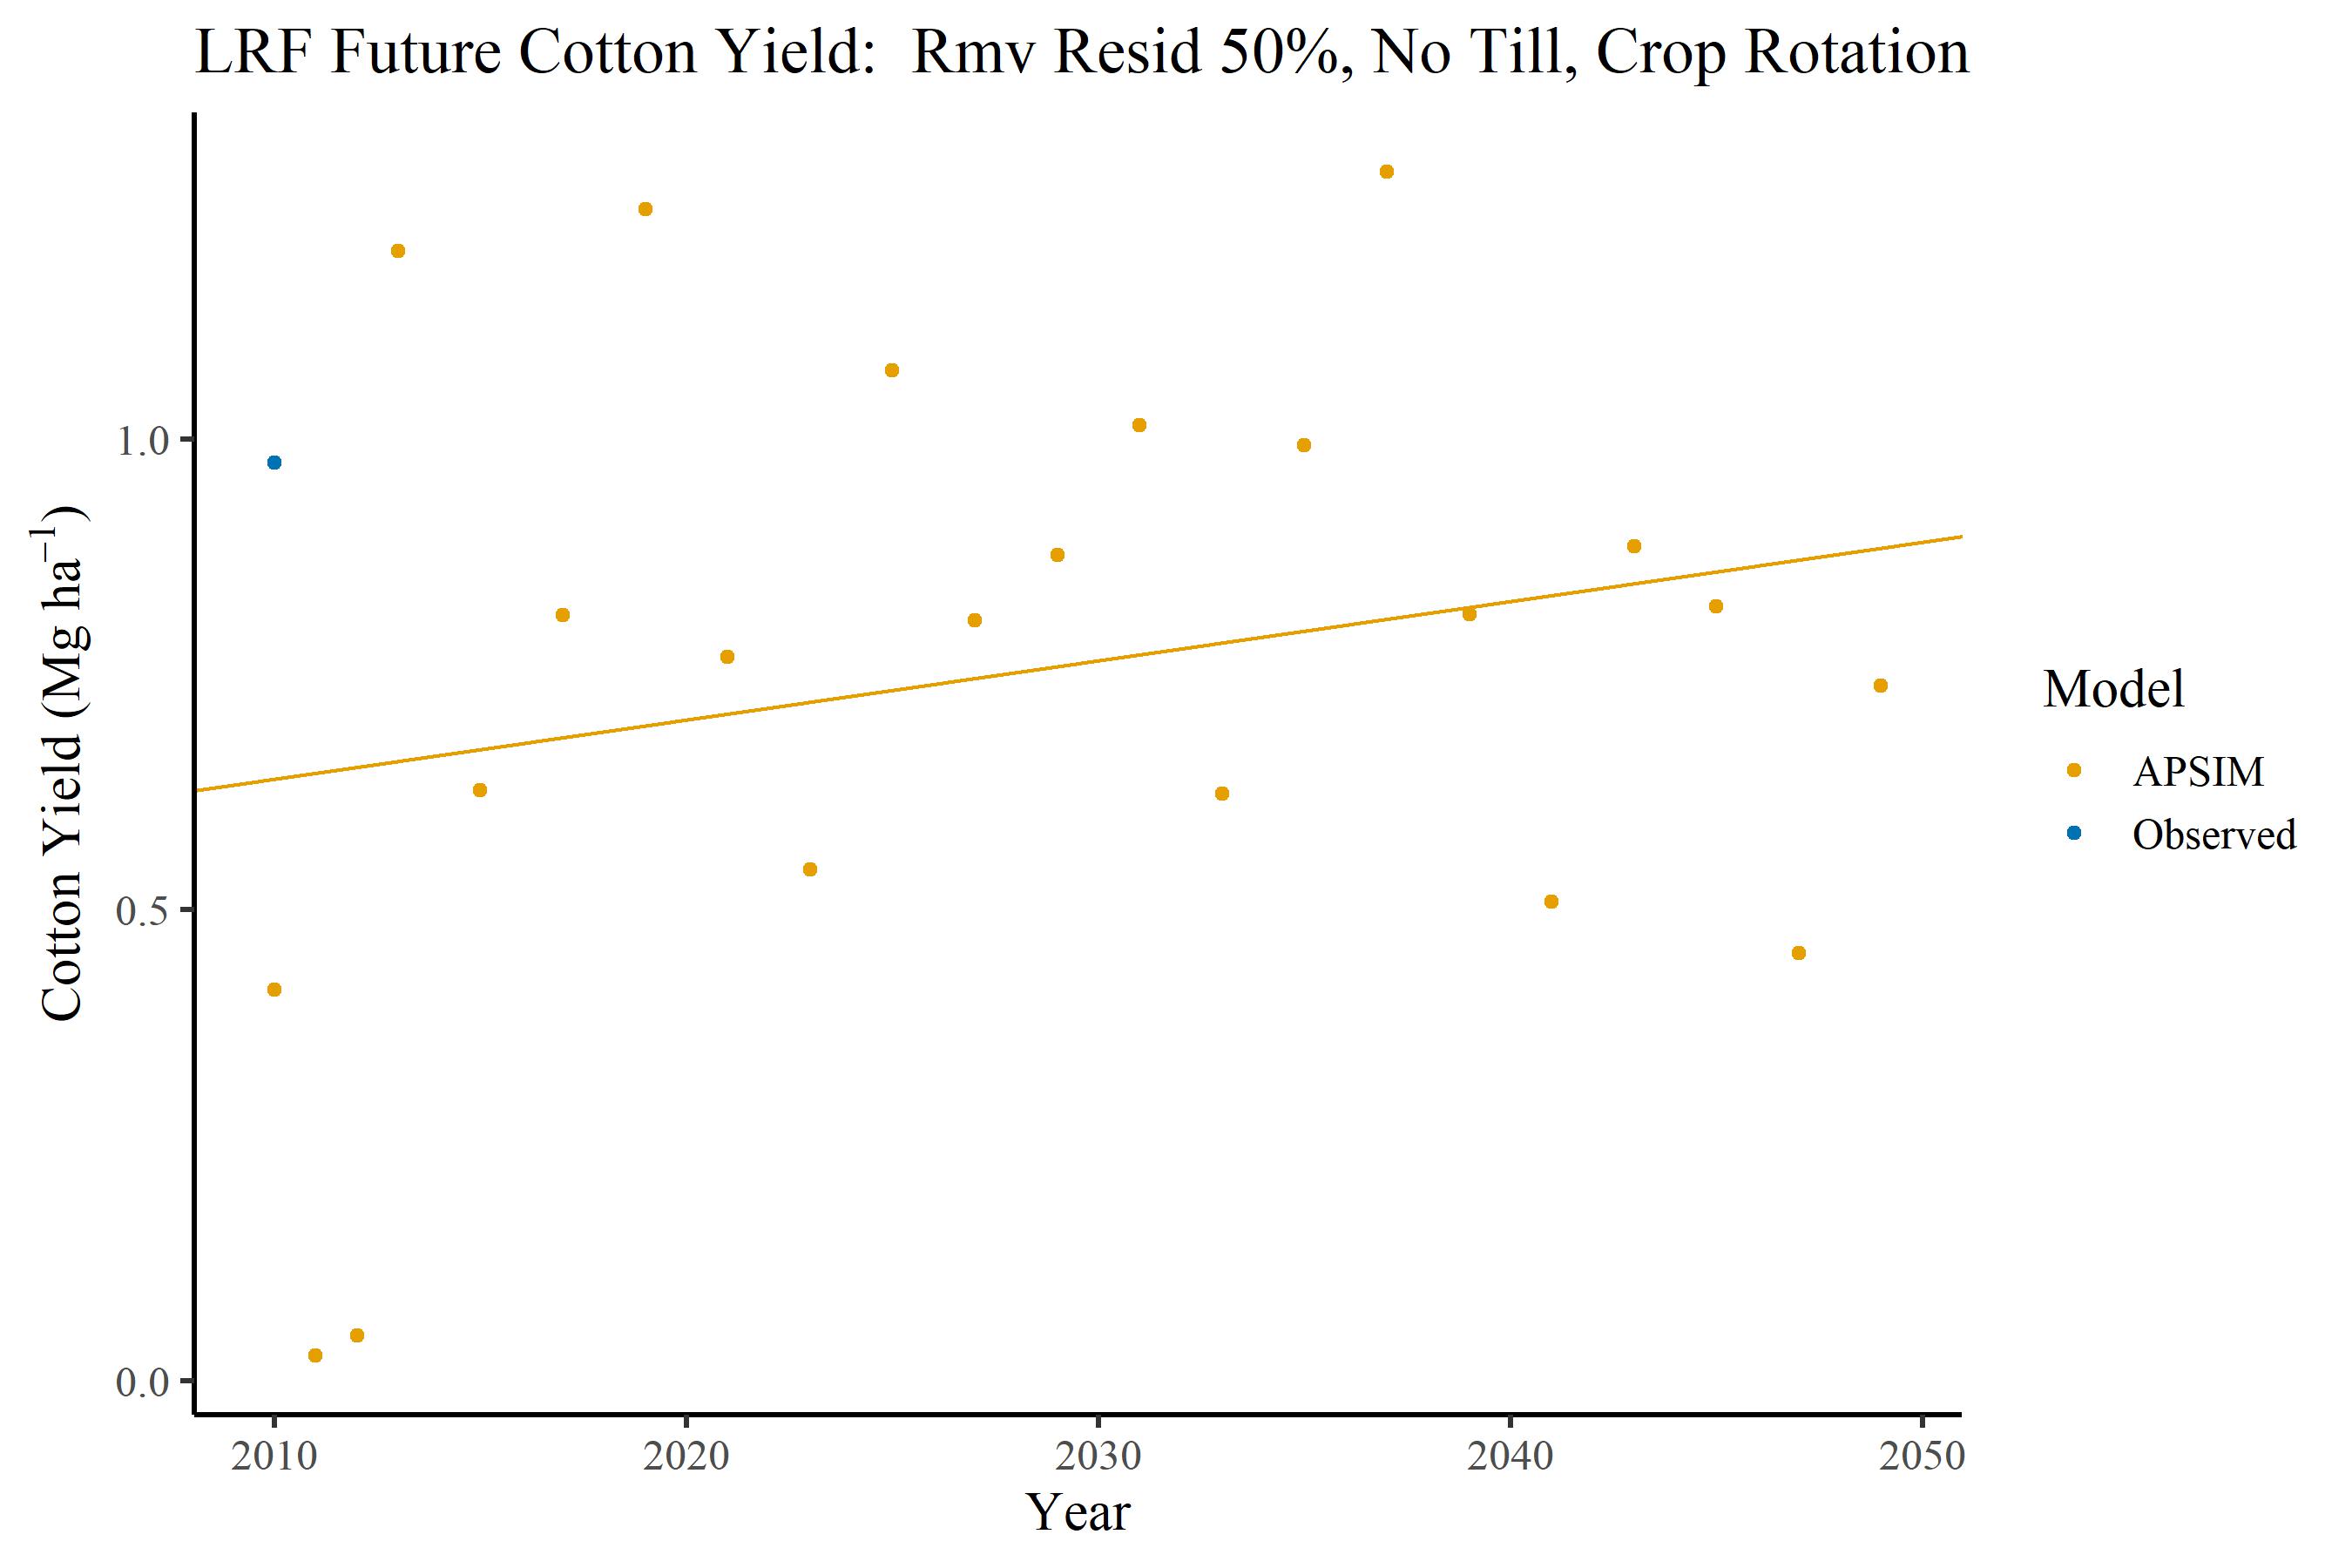 LRF Future Cotton Yield:  Rmv Resid 50%, No Till, Crop Rotation
Cotton Yield (Mg ha⁻¹)
1.0
0.5
0.0
2010 2020 2030 2040 2050
Year
Model
APSIM
Observed